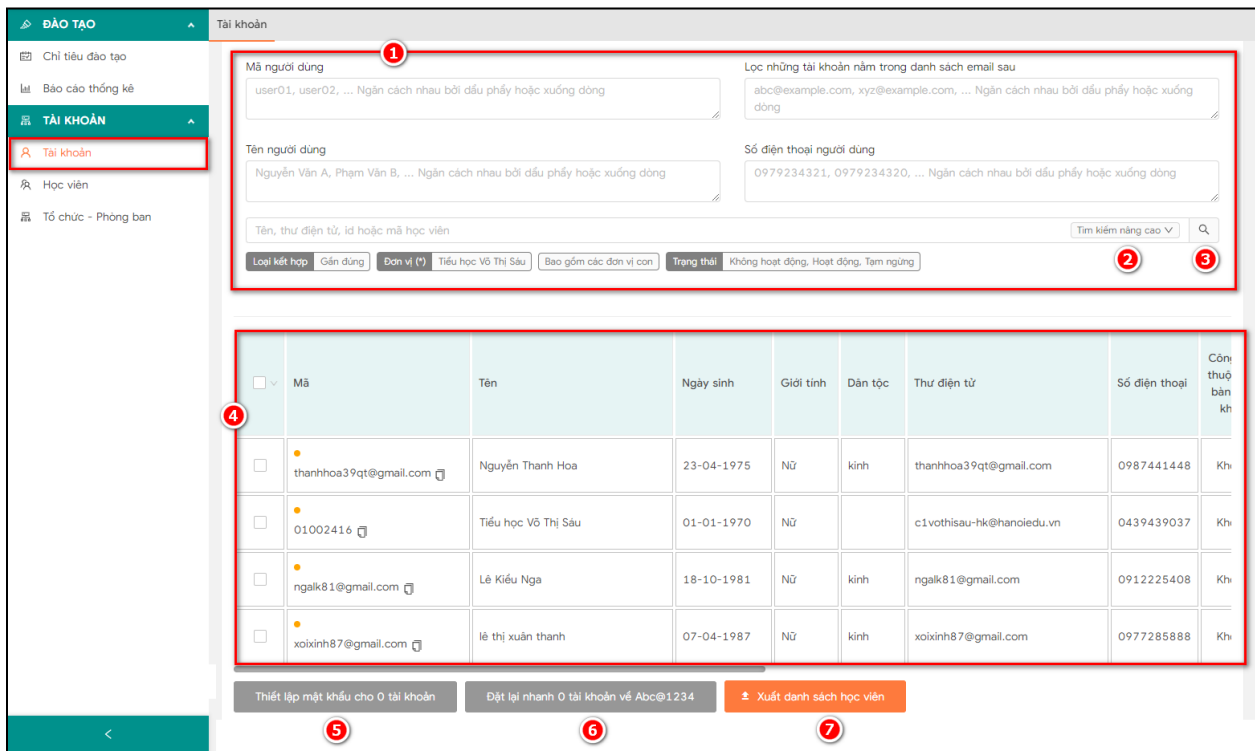 ĐÀO TẠO
Chỉ tiêu đào tạo
Báo cáo thống kê
TÀI KHOẢN
Tài khoản
Học viên
Tổ chức - Phòng ban
Tài khoản
1
Mã người dùng
user01, user02, ... Ngăn cách nhau bởi dấu phẩy hoặc xuống dòng
Lọc những tài khoản nằm trong danh sách email sau
abc@example.com, xyz@example.com, ... Ngăn cách nhau bởi dấu phẩy hoặc xuống
dòng
Tên người dùng
Nguyễn Văn A, Phạm Văn B, ... Ngăn cách nhau bởi dấu phẩy hoặc xuống dòng
Số điện thoại người dùng
0979234321, 0979234320, ... Ngăn cách nhau bởi dấu phẩy hoặc xuống dòng
Tên, thư điện tử, id hoặc mã học viên
Tìm kiếm nâng cao
Loại kết hợp Gần đúng Đơn vị (*) Tiểu học Võ Thị Sáu Bao gồm các đơn vị con Trạng thái Không hoạt động, Hoạt động, Tạm ngừng
2
3
4
Mã Tên Ngày sinh Giới tính Dân tộc Thư điện tử Số điện thoại
thanhhoa39qt@gmail.com Nguyễn Thanh Hoa 23-04-1975 Nữ kinh thanhhoa39qt@gmail.com 0987441448
01002416 Tiểu học Võ Thị Sáu 01-01-1970 Nữ c1vothisau-hk@hanoiedu.vn 0439439037
ngalk81@gmail.com Lê Kiều Nga 18-10-1981 Nữ kinh ngalk81@gmail.com 0912225408
xoixinh87@gmail.com lê thị xuân thanh 07-04-1987 Nữ kinh xoixinh87@gmail.com 0977285888
Thiết lập mật khẩu cho 0 tài khoản
Đặt lại nhanh 0 tài khoản về Abc@1234
Xuất danh sách học viên
5
6
7